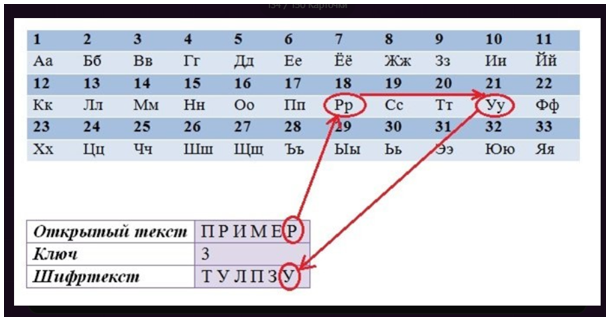 134 / 150 карточки
1 2 3 4 5 6 7 8 9 10 11
Аа Бб Вв Гг Дд Ее Ёё Жж Зз Ии Йй
12 13 14 15 16 17 18 19 20 21 22
Кк Лл Мм Нн Оо Пп Рр Сс Тт Уу Фф
23 24 25 26 27 28 29 30 31 32 33
Хх Цц Чч Шш Щщ Ъъ Ыы Ьь Ээ Юю Яя
Открытый текст П Р И М Е Р
Ключ 3
Шифртекст Т У Л П З У